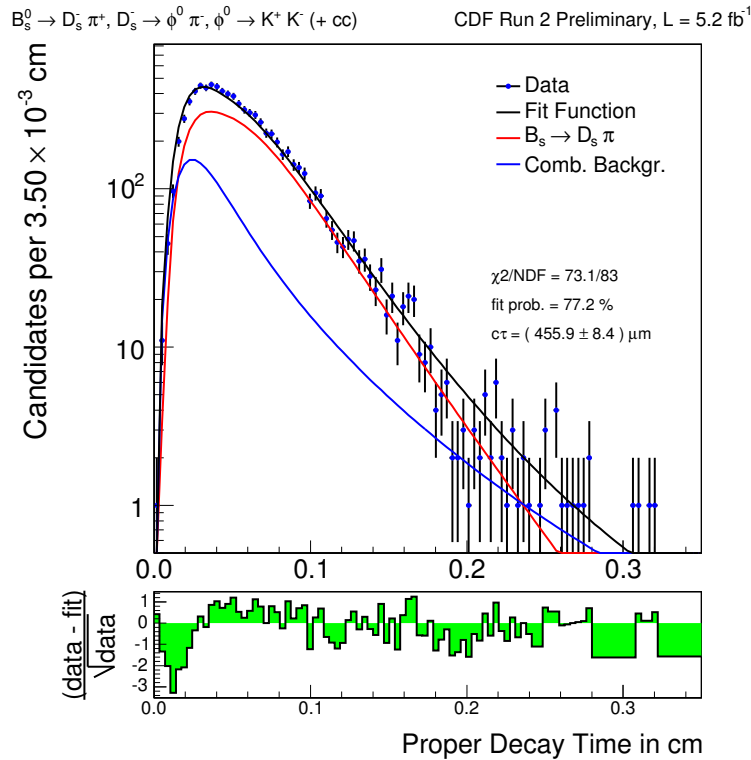 B⁰ₛ → D⁻ₛ π⁺, D⁻ₛ → ϕ⁰ π⁻, ϕ⁰ → K⁺ K⁻ (+ cc) CDF Run 2 Preliminary, L = 5.2 fb⁻¹
Candidates per 3.50 × 10⁻³ cm
Data
Fit Function
Bₛ → Dₛ π
Comb. Backgr.
10²
χ2/NDF = 73.1/83
fit prob. = 77.2 %
cτ = ( 455.9 ± 8.4 ) μm
10
1
0.0 0.1 0.2 0.3
(data - fit)
√data
1
0
-1
-2
-3
0.0 0.1 0.2 0.3
Proper Decay Time in cm